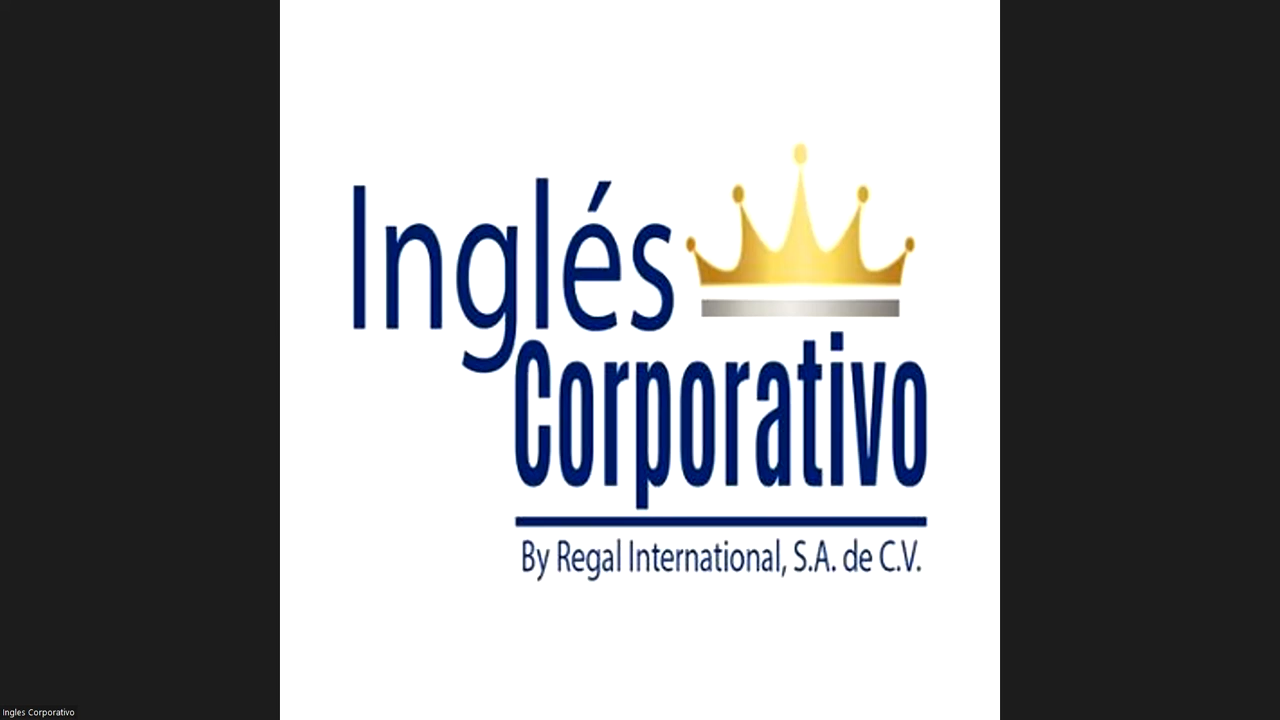 Inglés
Corporativo
By Regal International, S.A. de C.V.
Ingles Corporativo